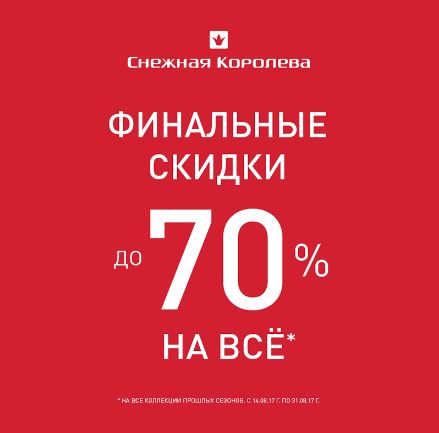 Снежная Королева
ФИНАЛЬНЫЕ
СКИДКИ
ДО 70 %
НА ВСЁ*
* НА ВСЕ КОЛЛЕКЦИИ ПРОШЛЫХ СЕЗОНОВ. С 14.08.17 Г. ПО 31.08.17 Г.